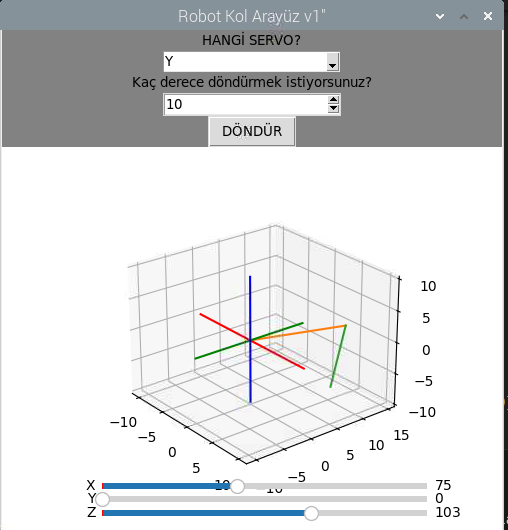 Robot Kol Arayüz v1"
HANGİ SERVO?
Y
Kaç derece döndürmek istiyorsunuz?
10
DÖNDÜR
10
5
0
−5
−10
−10
−5
0
5
10
15
10
5
0
−5
−10
X 75
Y 0
Z 103